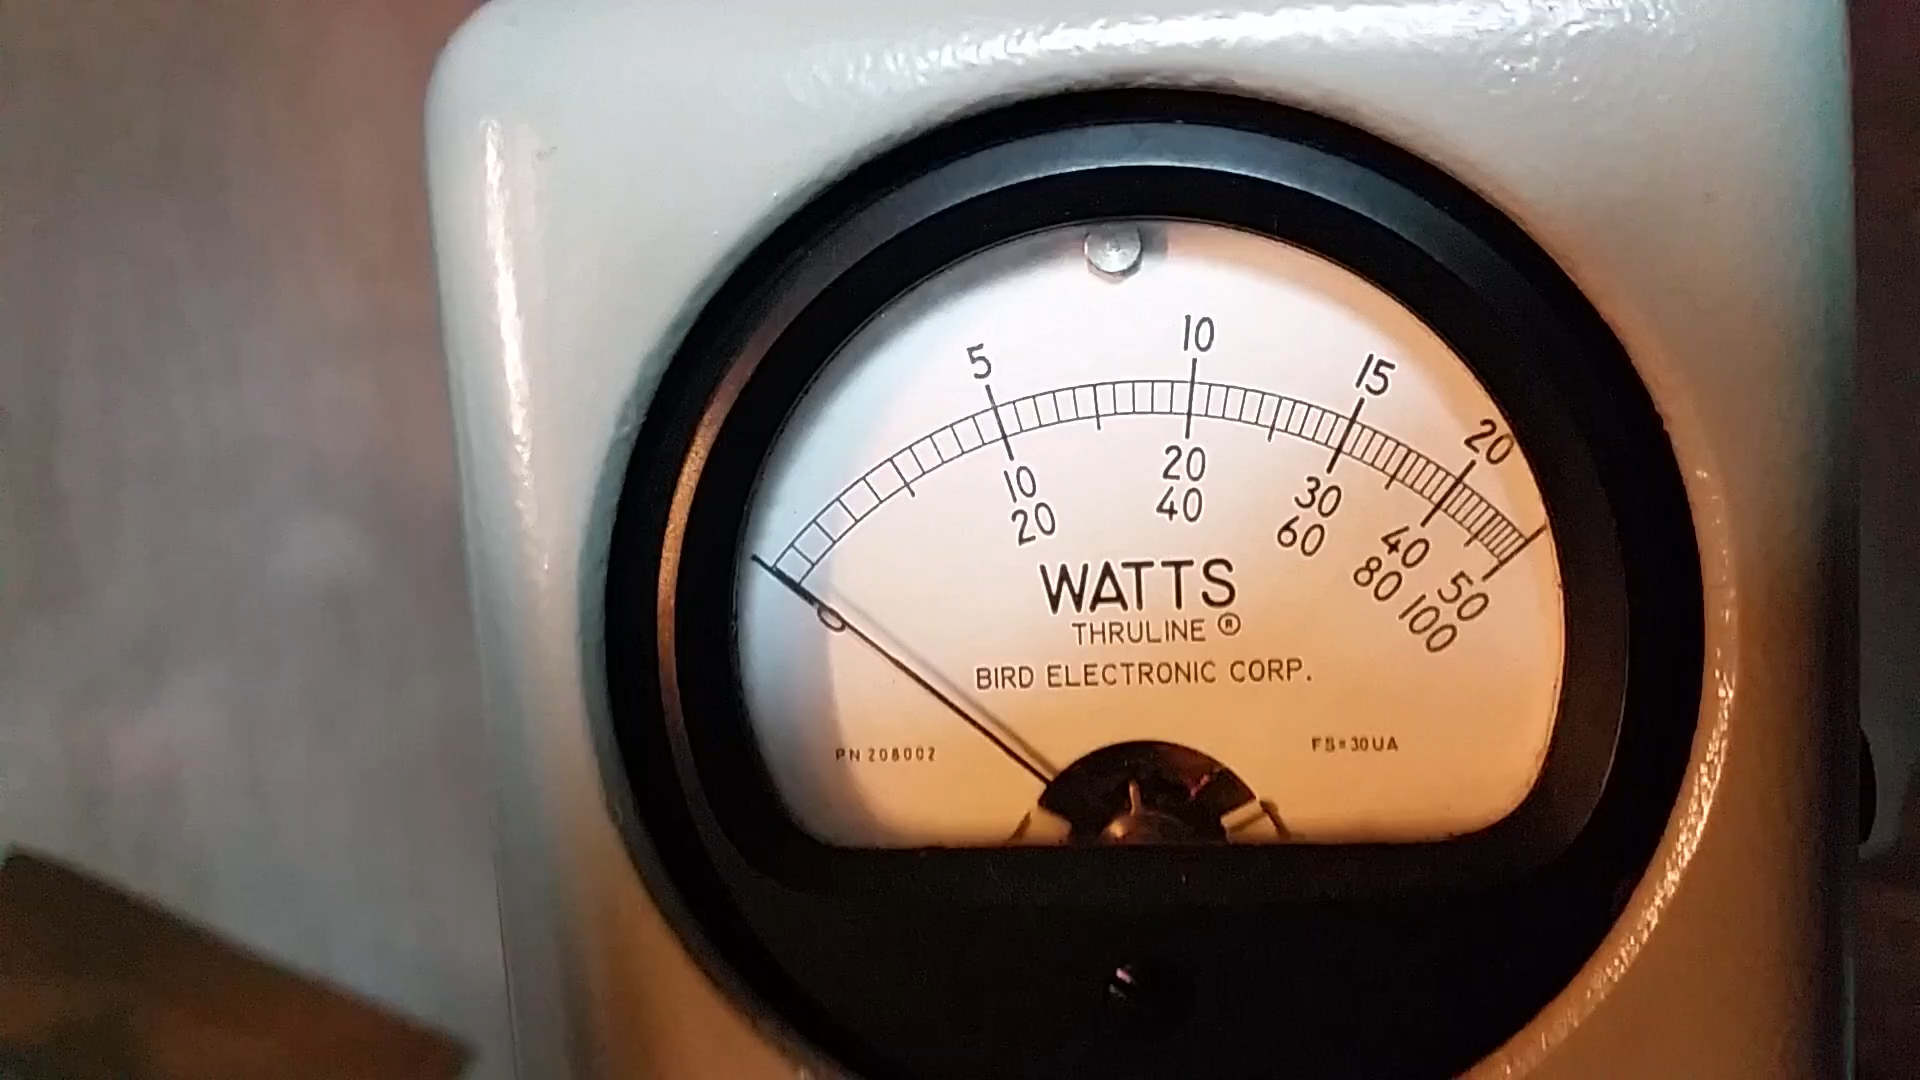 5 10 15 20
0 10 20 30 40 50
20 40 60 80 100
WATTS
THRULINE ®
BIRD ELECTRONIC CORP.
PN 208002 FS=30UA